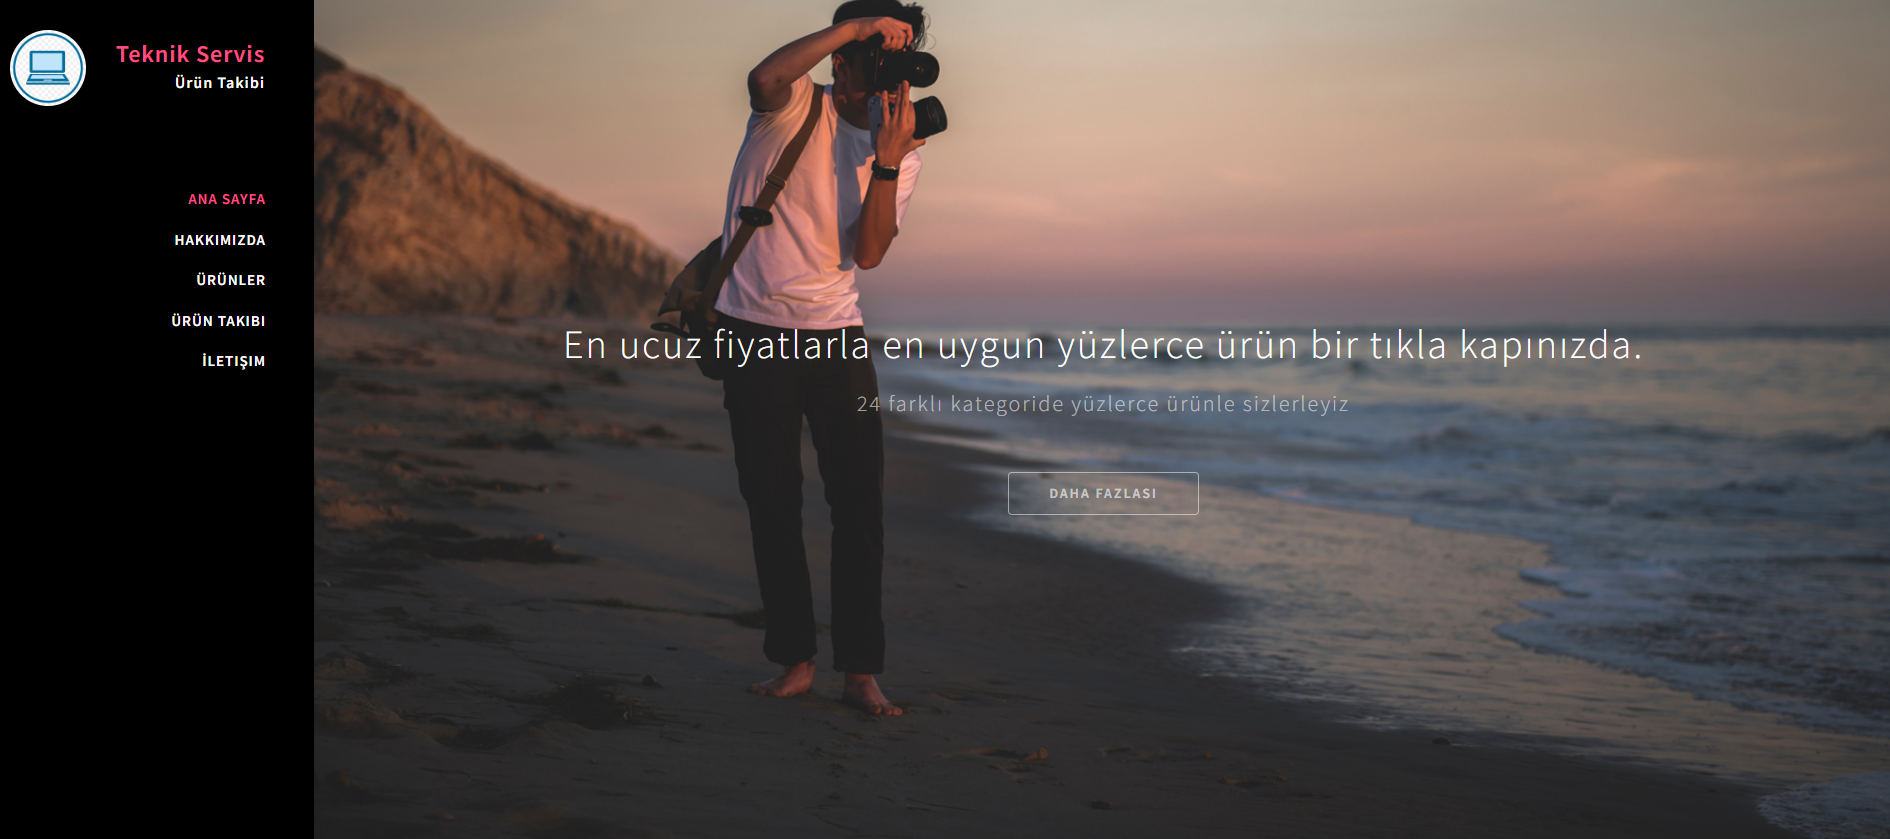 Teknik Servis
Ürün Takibi
ANA SAYFA
HAKKIMIZDA
ÜRÜNLER
ÜRÜN TAKIBI
İLETIŞIM
En ucuz fiyatlarla en uygun yüzlerce ürün bir tıkla kapınızda.
24 farklı kategoride yüzlerce ürünle sizlerleyiz
DAHA FAZLASI